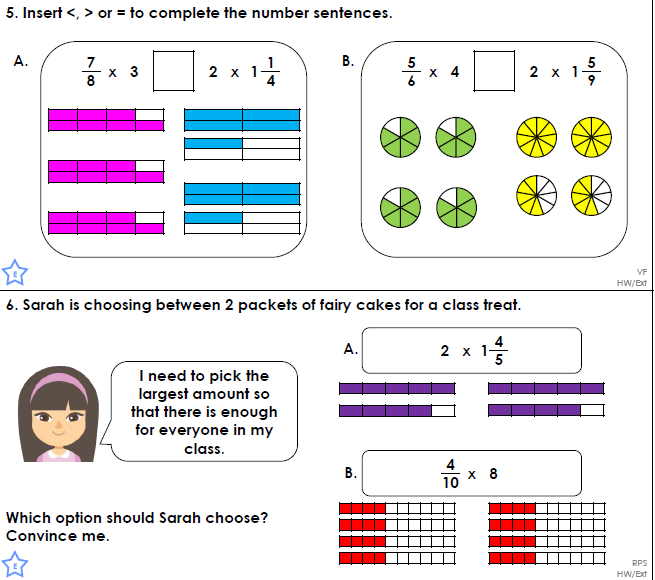 5. Insert <, > or = to complete the number sentences.
A.
7/8 x 3
2 x 1 1/4
B.
5/6 x 4
2 x 1 5/9
E
VF
HW/Ext
6. Sarah is choosing between 2 packets of fairy cakes for a class treat.
I need to pick the
largest amount so
that there is enough
for everyone in my
class.
A.
2 x 1 4/5
B.
4/10 x 8
Which option should Sarah choose?
Convince me.
E
RPS
HW/Ext